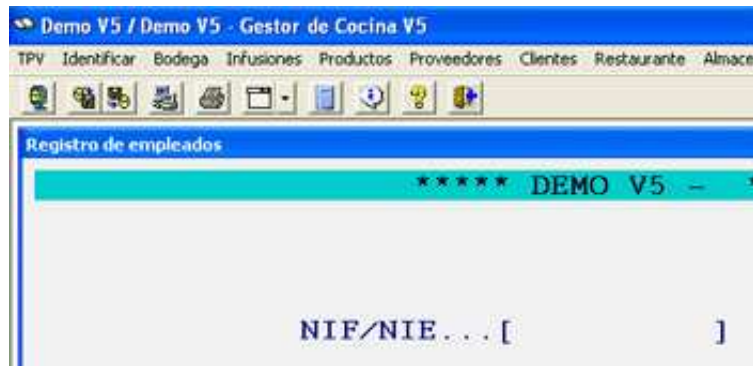 Demo V5 / Demo V5 - Gestor de Cocina V5
TPV Identificar Bodega Infusiones Productos Proveedores Clientes Restaurante Almace
Registro de empleados
***** DEMO V5 - *
NIF/NIE...[ ]